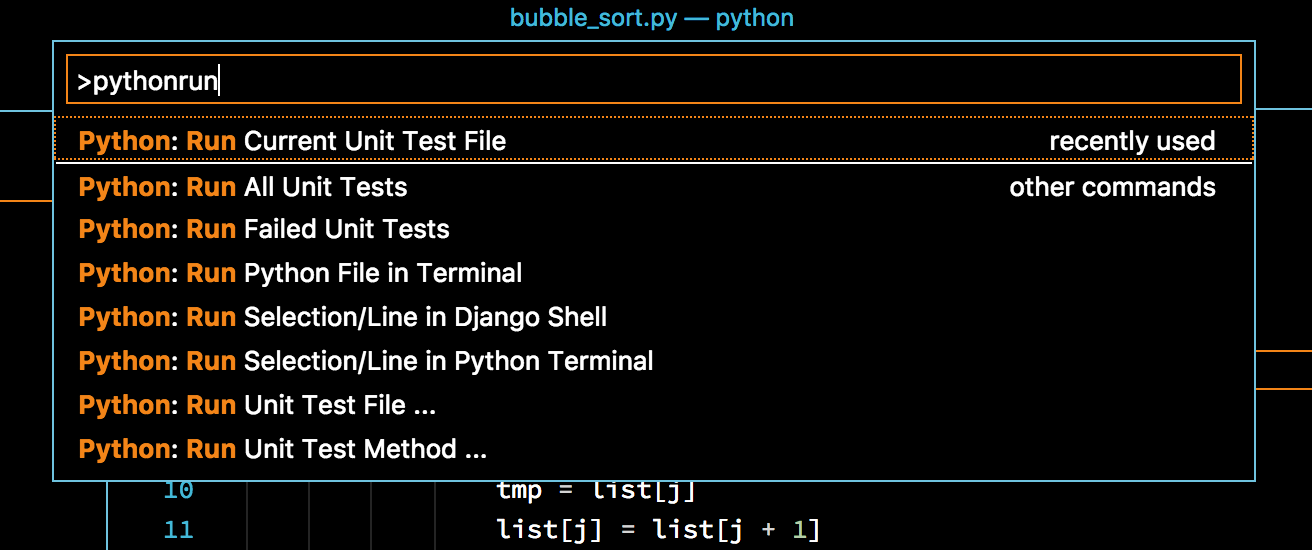 bubble_sort.py — python
>pythonrun
Python: Run Current Unit Test File recently used
Python: Run All Unit Tests other commands
Python: Run Failed Unit Tests
Python: Run Python File in Terminal
Python: Run Selection/Line in Django Shell
Python: Run Selection/Line in Python Terminal
Python: Run Unit Test File ...
Python: Run Unit Test Method ...
10 tmp = list[j]
11 list[j] = list[j + 1]